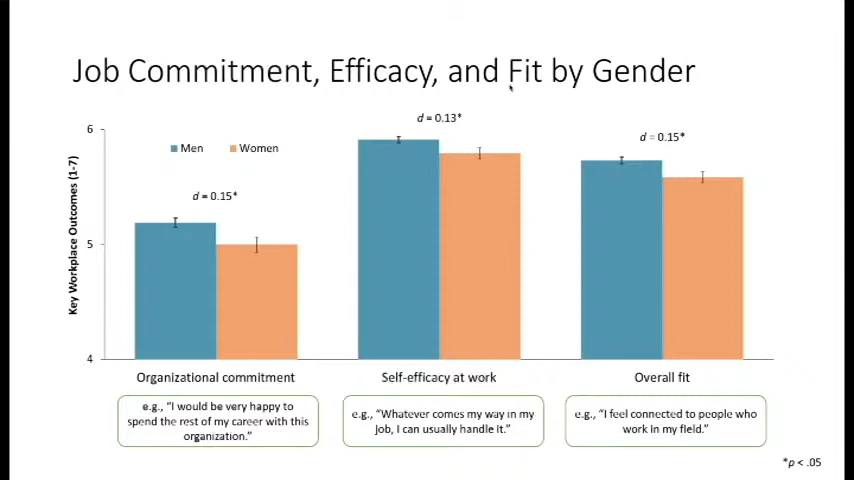 Job Commitment, Efficacy, and Fit by Gender
d = 0.13*
6
d = 0.15*
Men
Women
d = 0.15*
Key Workplace Outcomes (1-7)
5
4
Organizational commitment
Self-efficacy at work
Overall fit
e.g., “I would be very happy to
spend the rest of my career with this
organization.”
e.g., “Whatever comes my way in my
job, I can usually handle it.”
e.g., “I feel connected to people who
work in my field.”
*p < .05